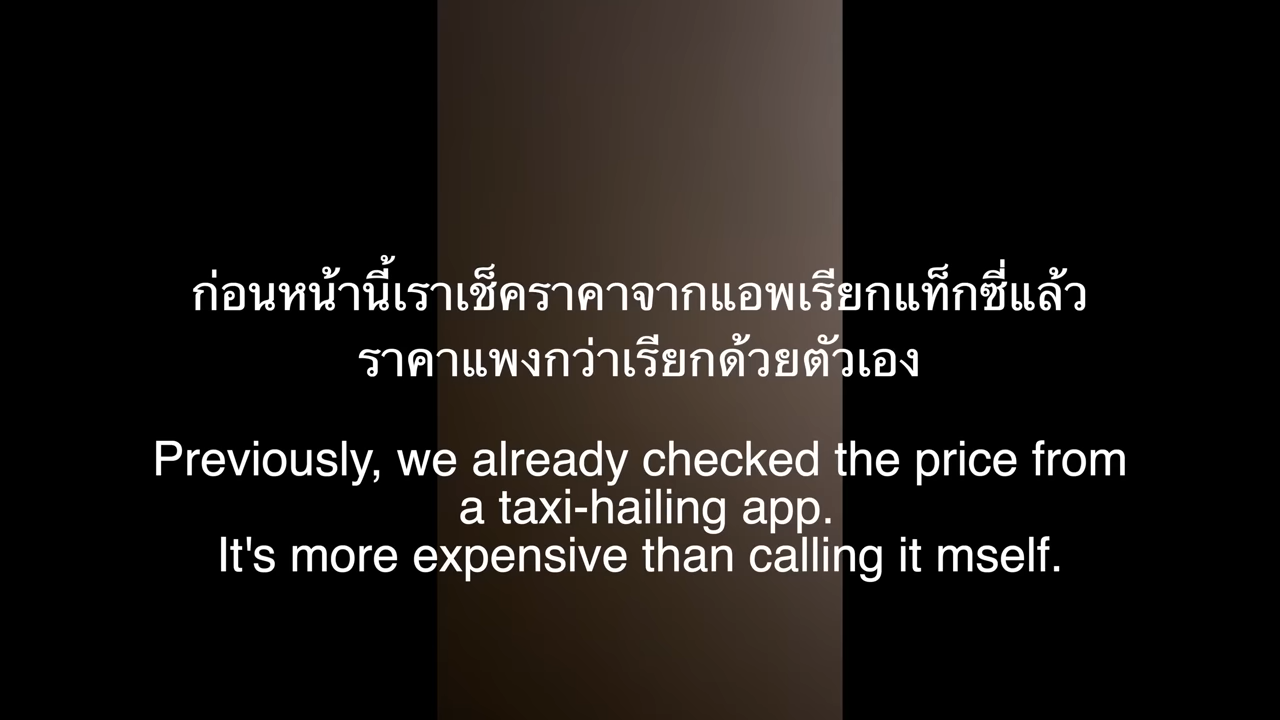 ก่อนหน้านี้เราเช็คราคาจากแอพเรียกแท็กซี่แล้ว
ราคาแพงกว่าเรียกด้วยตัวเอง
Previously, we already checked the price from
a taxi-hailing app.
It's more expensive than calling it mself.